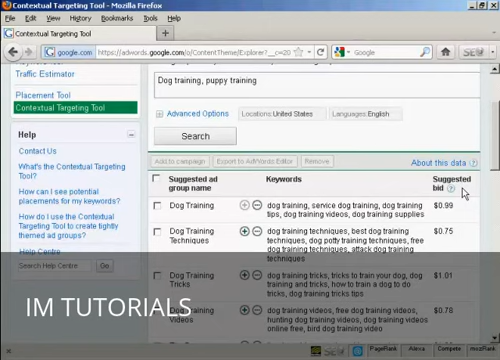 Contextual Targeting Tool - Mozilla Firefox
File Edit View History Bookmarks Tools Help
Contextual Targeting Tool
google.com https://adwords.google.com/o/ContentTheme/Explorer?__c=20 Google
Traffic Estimator
Placement Tool
Contextual Targeting Tool
Help
Contact Us
What's the Contextual Targeting
Tool?
How can I see potential
placements for my keywords?
How do I use the Contextual
Targeting Tool to create tightly
themed ad groups?
Help Centre
Search Help Centre Go
Dog training, puppy training
Advanced Options Locations: United States Languages: English
Search
Add to campaign Export to AdWords Editor Remove About this data
Suggested ad
group name Keywords Suggested
bid
Dog Training dog training, service dog training, dog training
tips, dog training videos, dog training supplies $0.99
Dog Training
Techniques dog training techniques, best dog training
techniques, dog potty training techniques, free
dog training techniques, attack dog training
techniques $0.75
Dog Training
Tricks dog training tricks, tricks to train your dog, dog
training and tricks, how to train a dog to do
tricks, dog training tricks tips $1.01
Dog Training
Videos dog training videos, free dog training videos,
hunting dog training videos, dog training videos
online free, bird dog training video $0.78
IM TUTORIALS
PageRank Alexa Compete mozRank